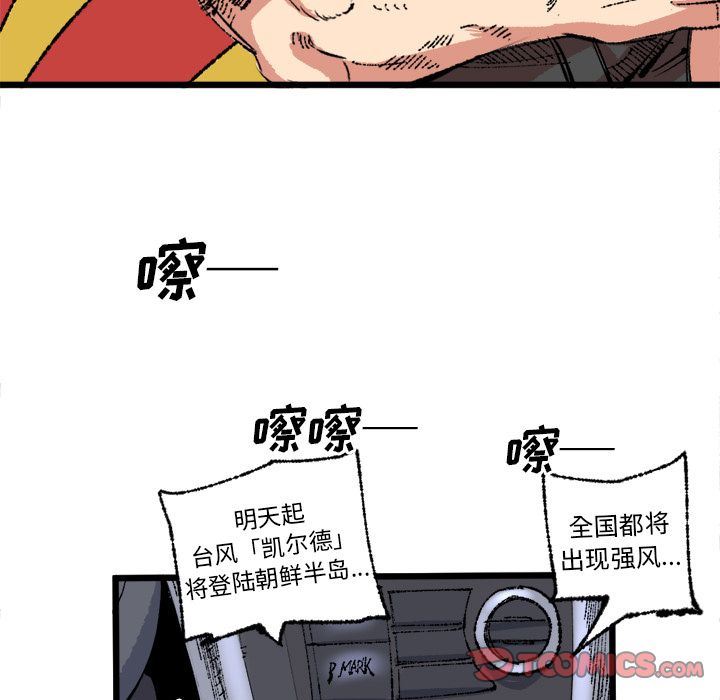 嚓——
嚓嚓——
嚓——
明天起
台风「凯尔德」
将登陆朝鲜半岛...
全国都将
出现强风...
P MARK
TOOMICS.COM